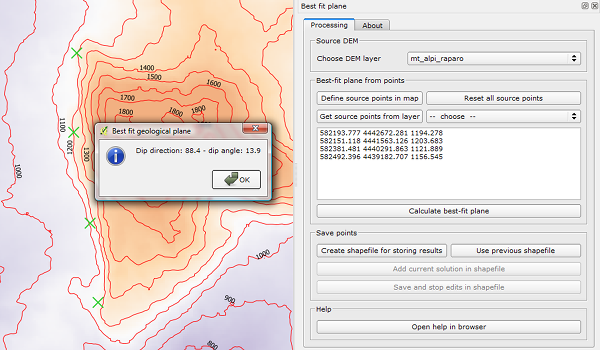 Best fit plane
Processing
About
Source DEM
Choose DEM layer
mt_alpi_raparo
Best-fit plane from points
Define source points in map
Reset all source points
Get source points from layer
-- choose --
582193.777 4442672.281 1194.278
582151.118 4441563.126 1203.683
582381.481 4440291.863 1121.889
582492.396 4439182.707 1156.545
Calculate best-fit plane
Save points
Create shapefile for storing results
Use previous shapefile
Add current solution in shapefile
Save and stop edits in shapefile
Help
Open help in browser
Best fit geological plane
Dip direction: 88.4 - dip angle: 13.9
OK
1400
1500
1600
1700
1800
1800
1100
1200
1300
1000
1000
900
800